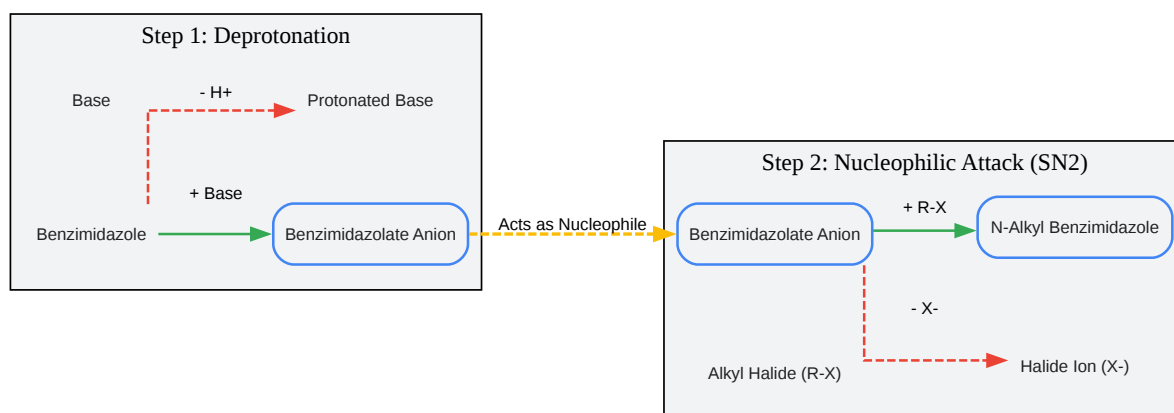 Step 1: Deprotonation
Base
- H+
Protonated Base
+ Base
Benzimidazole
Benzimidazolate Anion
Acts as Nucleophile
Step 2: Nucleophilic Attack (SN2)
+ R-X
Benzimidazolate Anion
N-Alkyl Benzimidazole
- X-
Alkyl Halide (R-X)
Halide Ion (X-)